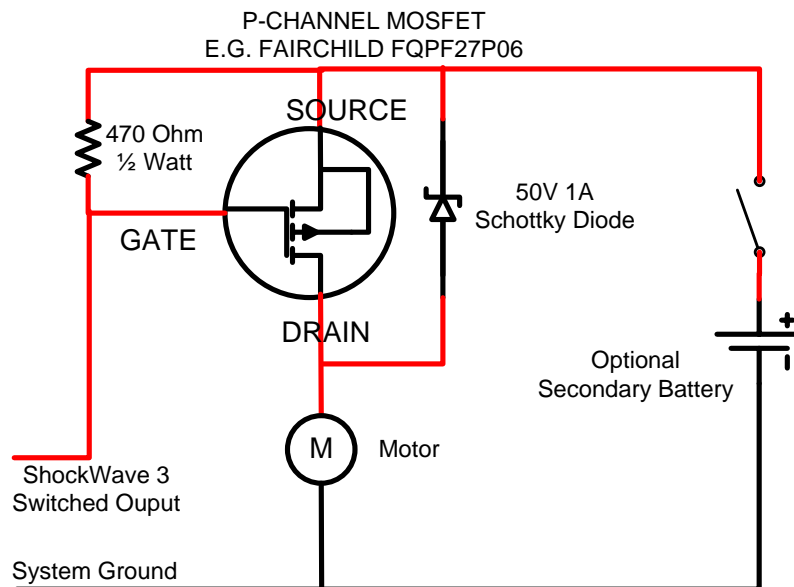 P-CHANNEL MOSFET
E.G. FAIRCHILD FQPF27P06
SOURCE
470 Ohm
½ Watt
50V 1A
Schottky Diode
GATE
DRAIN
+
-
Optional
Secondary Battery
M
Motor
ShockWave 3
Switched Ouput
System Ground